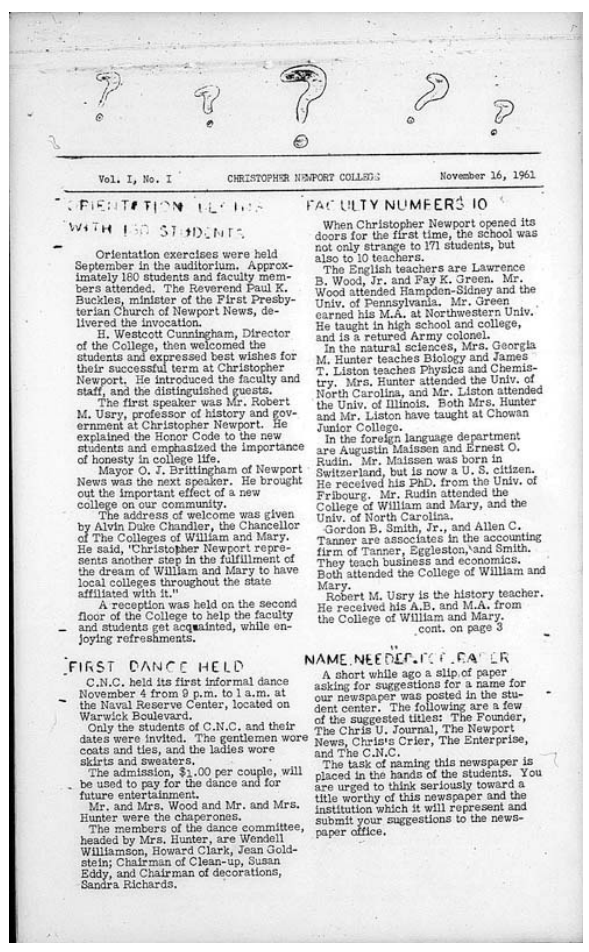 ? ? ? ? ?
Vol. I, No. I CHRISTOPHER NEWPORT COLLEGE November 16, 1961
ORIENTATION
WITH 180 STUDENTS
Orientation exercises were held
September in the auditorium. Approx-
imately 180 students and faculty mem-
bers attended. The Reverend Paul K.
Buckles, minister of the First Presby-
terian Church of Newport News, de-
livered the invocation.
H. Westcott Cunningham, Director
of the College, then welcomed the
students and expressed best wishes for
their successful term at Christopher
Newport. He introduced the faculty and
staff, and the distinguished guests.
The first speaker was Mr. Robert
M. Usry, professor of history and gov-
ernment at Christopher Newport. He
explained the Honor Code to the new
students and emphasized the importance
of honesty in college life.
Mayor O. J. Brittingham of Newport
News was the next speaker. He brought
out the important effect of a new
college on our community.
The address of welcome was given
by Alvin Duke Chandler, the Chancellor
of The Colleges of William and Mary.
He said, "Christopher Newport repre-
sents another step in the fulfillment of
the dream of William and Mary to have
local colleges throughout the state
affiliated with it."
A reception was held on the second
floor of the College to help the faculty
and students get acquainted, while en-
joying refreshments.
FIRST DANCE HELD
C.N.C. held its first informal dance
November 4 from 9 p.m. to 1 a.m. at
the Naval Reserve Center, located on
Warwick Boulevard.
Only the students of C.N.C. and their
dates were invited. The gentlemen wore
coats and ties, and the ladies wore
skirts and sweaters.
The admission, $1.00 per couple, will
be used to pay for the dance and for
future entertainment.
Mr. and Mrs. Wood and Mr. and Mrs.
Hunter were the chaperones.
The members of the dance committee,
headed by Mrs. Hunter, are Wendell
Williamson, Howard Clark, Jean Gold-
stein; Chairman of Clean-up, Susan
Eddy, and Chairman of decorations,
Sandra Richards.
FACULTY NUMBERS 10
When Christopher Newport opened its
doors for the first time, the school was
not only strange to 171 students, but
also to 10 teachers.
The English teachers are Lawrence
B. Wood, Jr. and Fay K. Green. Mr.
Wood attended Hampden-Sidney and the
Univ. of Pennsylvania. Mr. Green
earned his M.A. at Northwestern Univ.
He taught in high school and college,
and is a retured Army colonel.
In the natural sciences, Mrs. Georgia
M. Hunter teaches Biology and James
T. Liston teaches Physics and Chemis-
try. Mrs. Hunter attended the Univ. of
North Carolina, and Mr. Liston attended
the Univ. of Illinois. Both Mrs. Hunter
and Mr. Liston have taught at Chowan
Junior College.
In the foreign language department
are Augustin Maissen and Ernest O.
Rudin. Mr. Maissen was born in
Switzerland, but is now a U. S. citizen.
He received his PhD. from the Univ. of
Fribourg. Mr. Rudin attended the
College of William and Mary, and the
Univ. of North Carolina.
Gordon B. Smith, Jr., and Allen C.
Tanner are associates in the accounting
firm of Tanner, Eggleston, and Smith.
They teach business and economics.
Both attended the College of William and
Mary.
Robert M. Usry is the history teacher.
He received his A.B. and M.A. from
the College of William and Mary.
cont. on page 3
NAME NEEDED FOR PAPER
A short while ago a slip of paper
asking for suggestions for a name for
our newspaper was posted in the stu-
dent center. The following are a few
of the suggested titles: The Founder,
The Chris U. Journal, The Newport
News, Chris's Crier, The Enterprise,
and The C.N.C.
The task of naming this newspaper is
placed in the hands of the students. You
are urged to think seriously toward a
title worthy of this newspaper and the
institution which it will represent and
submit your suggestions to the news-
paper office.